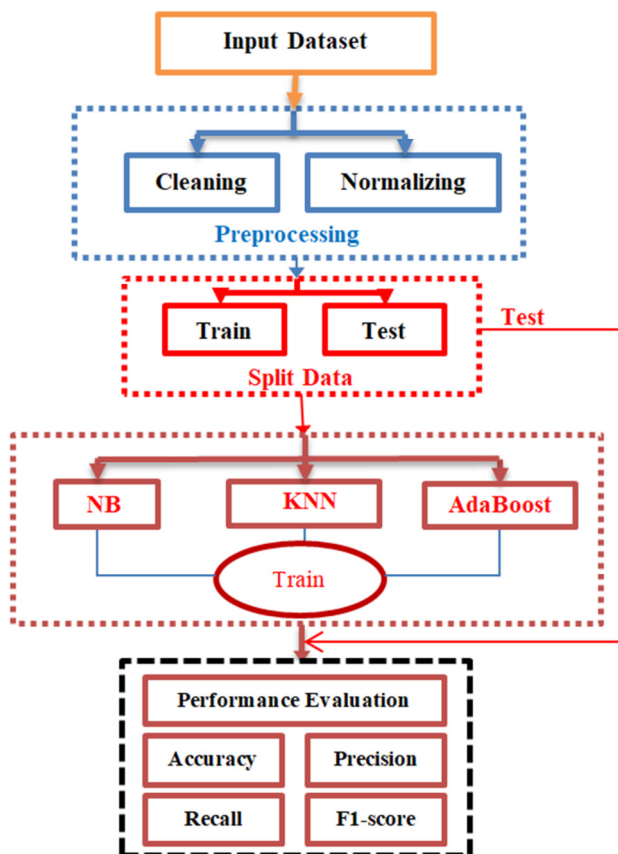 Input Dataset
Cleaning
Normalizing
Preprocessing
Train
Test
Test
Split Data
NB
KNN
AdaBoost
Train
Performance Evaluation
Accuracy
Precision
Recall
F1-score